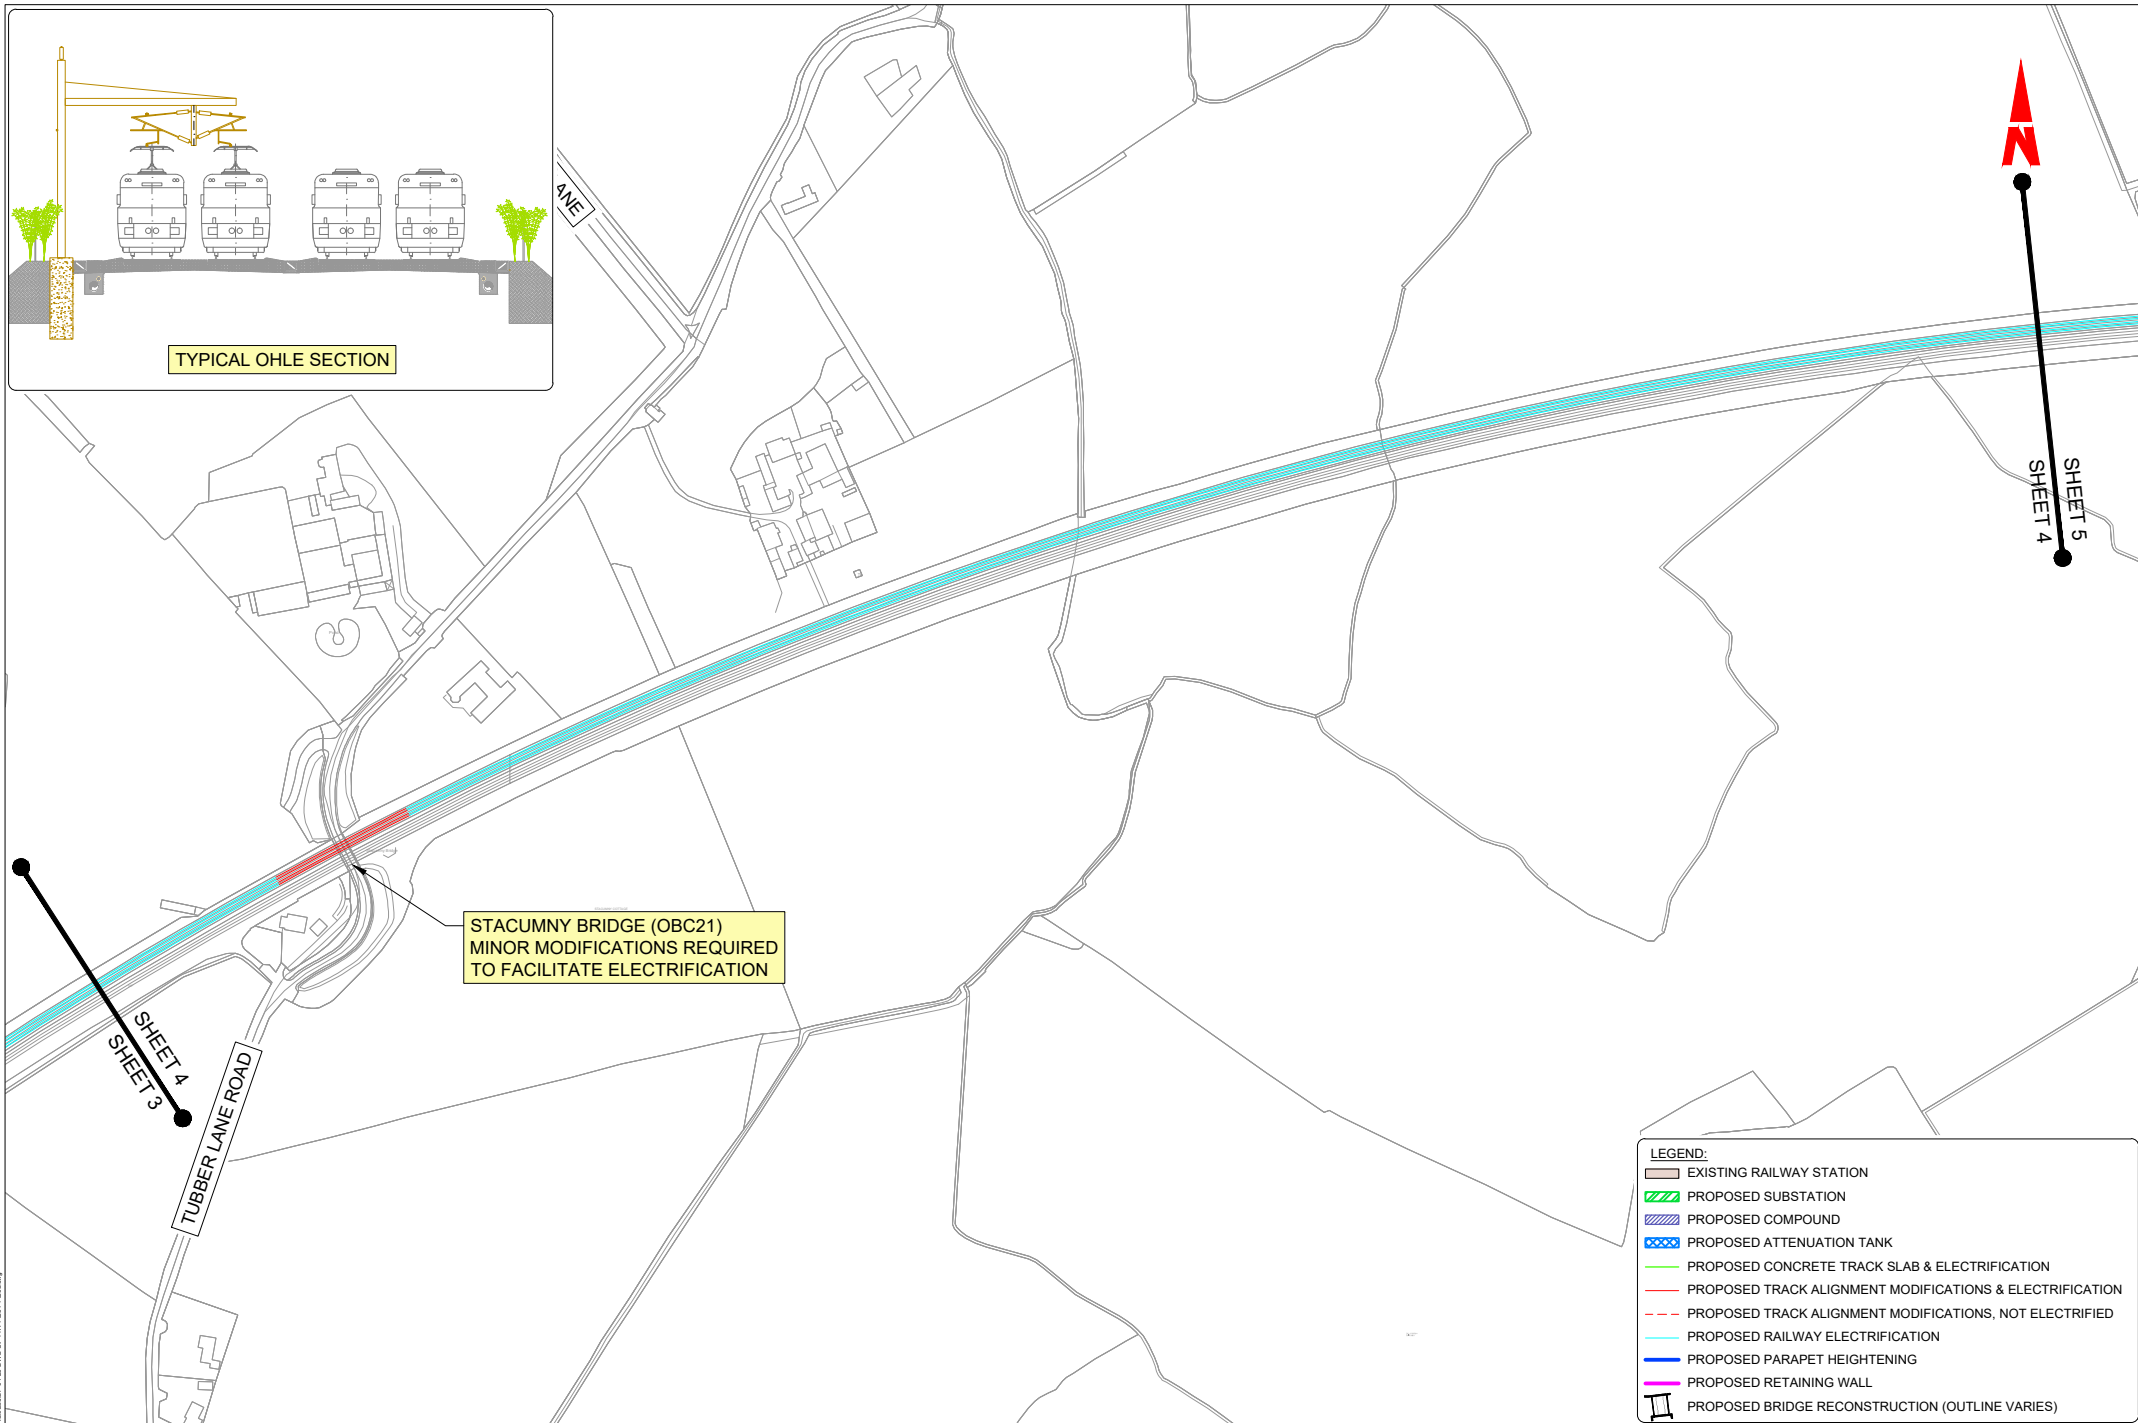 TYPICAL OHLE SECTION
ANE
N
SHEET 5
SHEET 4
STACUMNY BRIDGE (OBC21)
MINOR MODIFICATIONS REQUIRED
TO FACILITATE ELECTRIFICATION
SHEET 4
SHEET 3
TUBBER LANE ROAD
LEGEND:
EXISTING RAILWAY STATION
PROPOSED SUBSTATION
PROPOSED COMPOUND
PROPOSED ATTENUATION TANK
PROPOSED CONCRETE TRACK SLAB & ELECTRIFICATION
PROPOSED TRACK ALIGNMENT MODIFICATIONS & ELECTRIFICATION
PROPOSED TRACK ALIGNMENT MODIFICATIONS, NOT ELECTRIFIED
PROPOSED RAILWAY ELECTRIFICATION
PROPOSED PARAPET HEIGHTENING
PROPOSED RETAINING WALL
PROPOSED BRIDGE RECONSTRUCTION (OUTLINE VARIES)